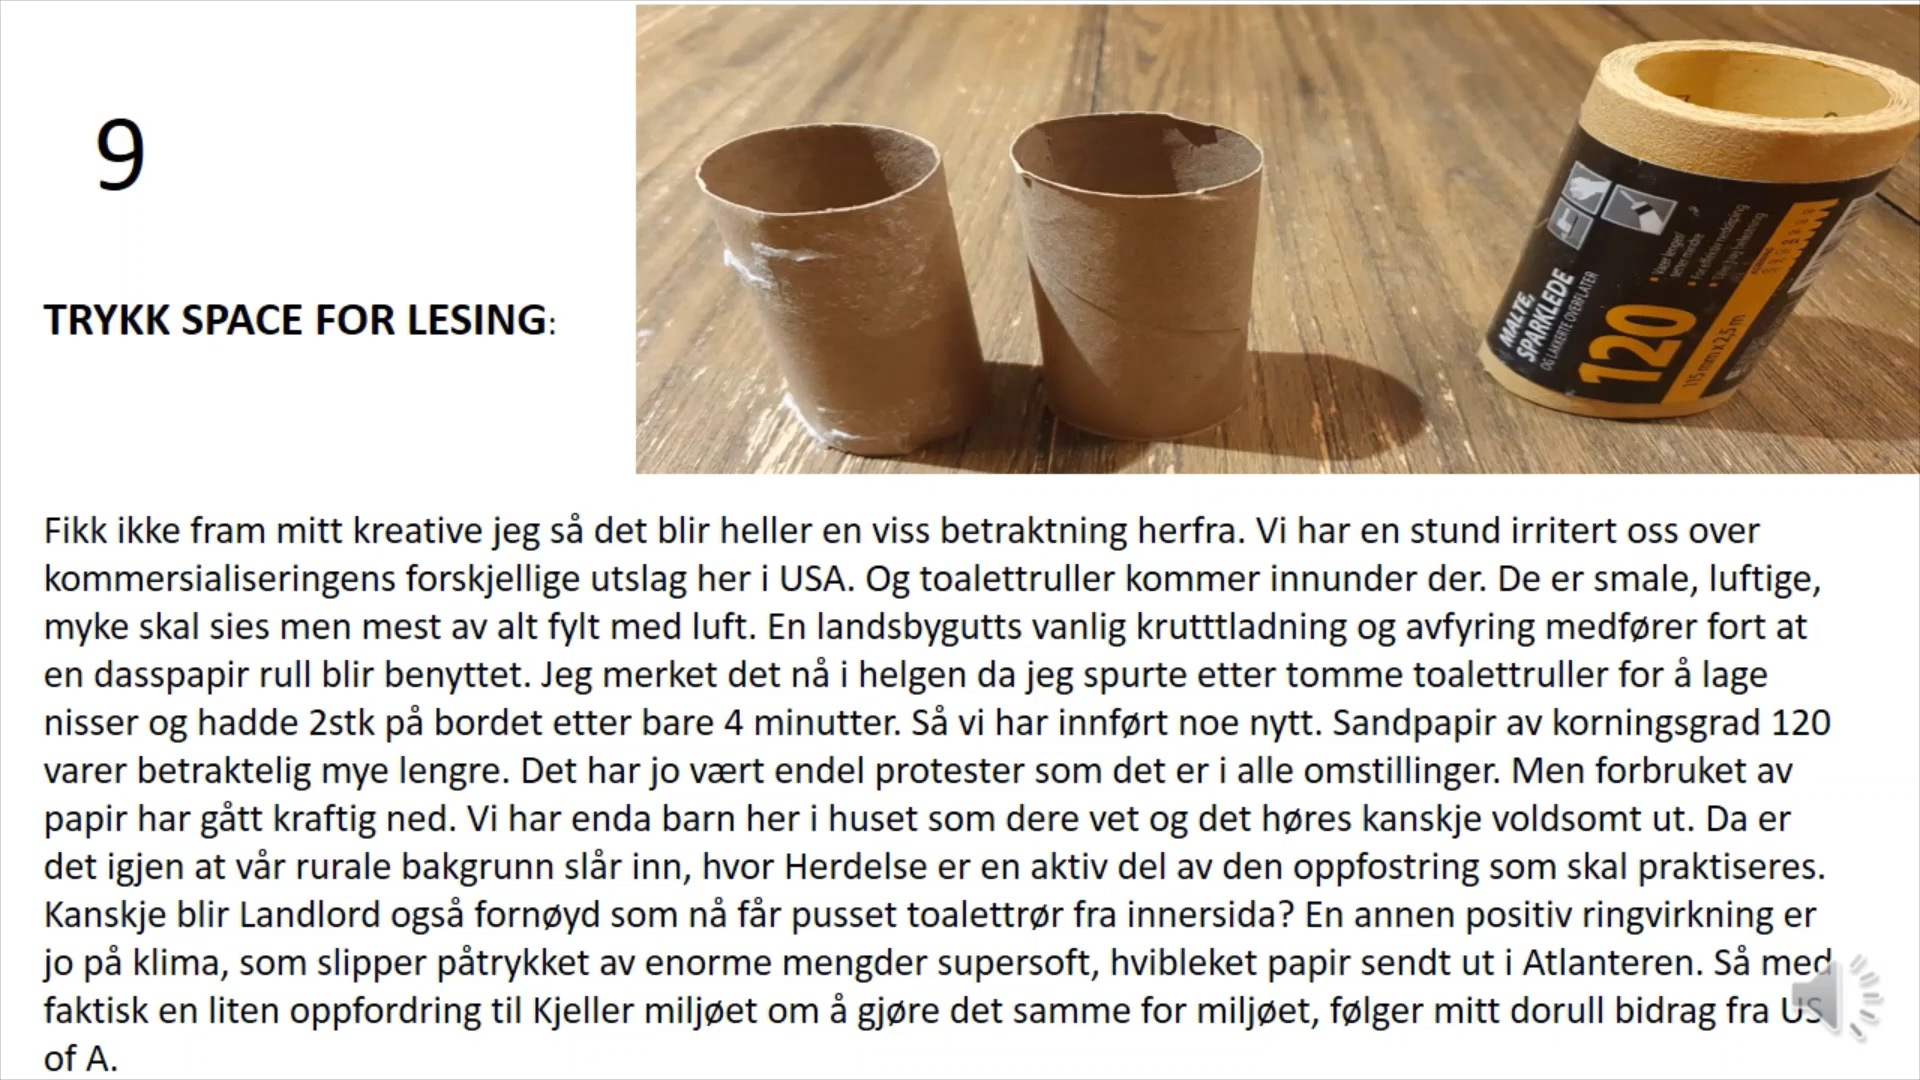 9
TRYKK SPACE FOR LESING:
MALTE,
SPARKLEDE
OG LAKKERTE OVERFLATER
120
115 mm x 2,5 m
Fikk ikke fram mitt kreative jeg så det blir heller en viss betraktning herfra. Vi har en stund irritert oss over
kommersialiseringens forskjellige utslag her i USA. Og toalettruller kommer innunder der. De er smale, luftige,
myke skal sies men mest av alt fylt med luft. En landsbygutts vanlig krutttladning og avfyring medfører fort at
en dasspapir rull blir benyttet. Jeg merket det nå i helgen da jeg spurte etter tomme toalettruller for å lage
nisser og hadde 2stk på bordet etter bare 4 minutter. Så vi har innført noe nytt. Sandpapir av korningsgrad 120
varer betraktelig mye lengre. Det har jo vært endel protester som det er i alle omstillinger. Men forbruket av
papir har gått kraftig ned. Vi har enda barn her i huset som dere vet og det høres kanskje voldsomt ut. Da er
det igjen at vår rurale bakgrunn slår inn, hvor Herdelse er en aktiv del av den oppfostring som skal praktiseres.
Kanskje blir Landlord også fornøyd som nå får pusset toalettrør fra innersida? En annen positiv ringvirkning er
jo på klima, som slipper påtrykket av enorme mengder supersoft, hvibleket papir sendt ut i Atlanteren. Så med
faktisk en liten oppfordring til Kjeller miljøet om å gjøre det samme for miljøet, følger mitt dorull bidrag fra US
of A.